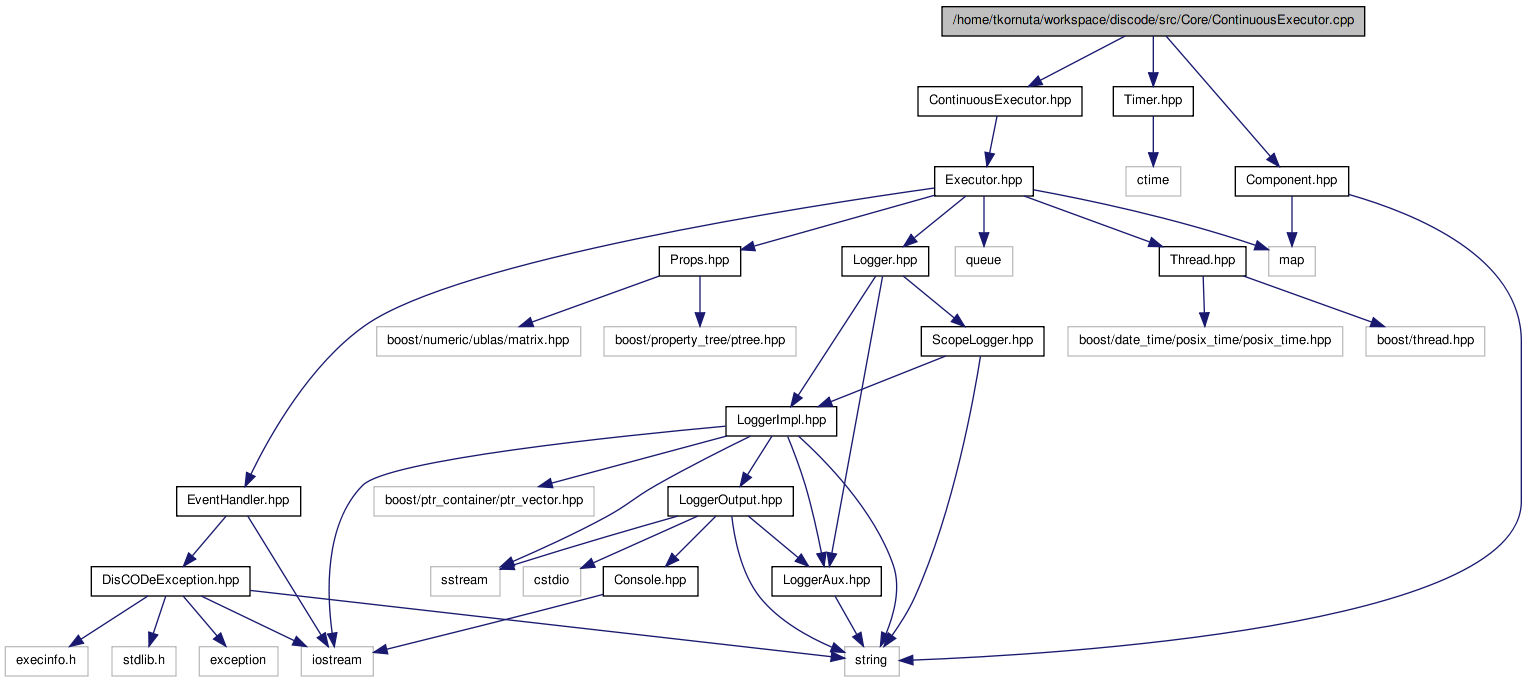 /home/tkornuta/workspace/discode/src/Core/ContinuousExecutor.cpp
ContinuousExecutor.hpp
Timer.hpp
Executor.hpp
ctime
Component.hpp
Props.hpp
Logger.hpp
queue
Thread.hpp
map
boost/numeric/ublas/matrix.hpp
boost/property_tree/ptree.hpp
ScopeLogger.hpp
boost/date_time/posix_time/posix_time.hpp
boost/thread.hpp
LoggerImpl.hpp
EventHandler.hpp
boost/ptr_container/ptr_vector.hpp
LoggerOutput.hpp
DisCODeException.hpp
sstream
cstdio
Console.hpp
LoggerAux.hpp
execinfo.h
stdlib.h
exception
iostream
string